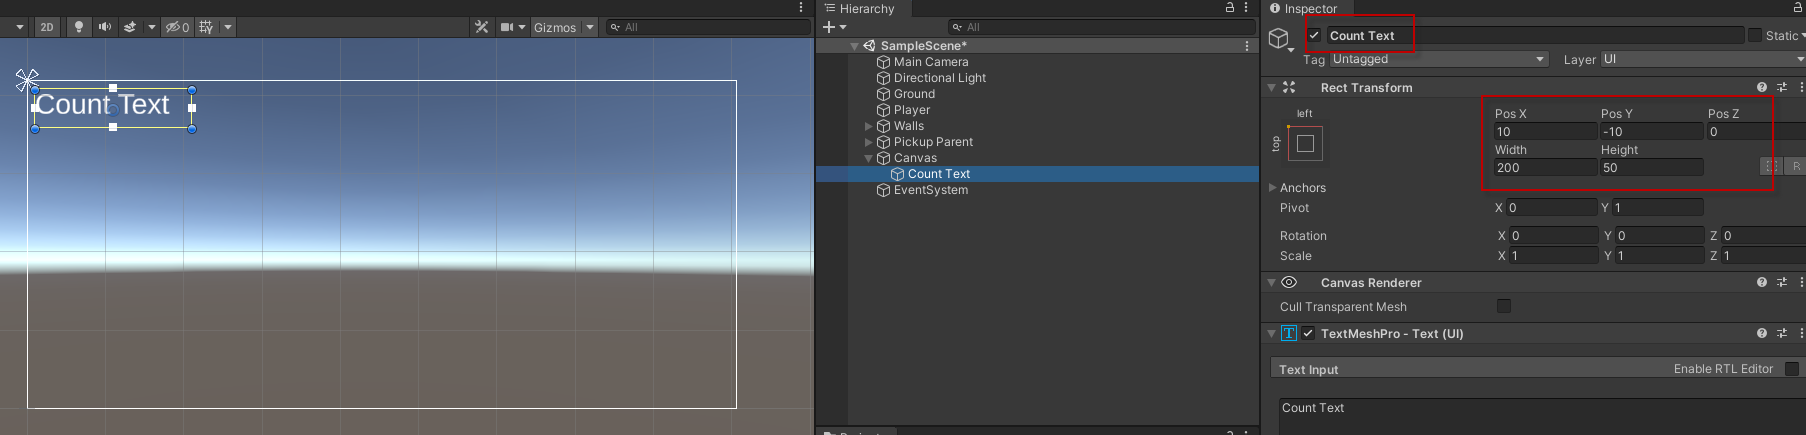 2D
0
Gizmos
All
Count Text
Hierarchy
All
SampleScene*
Main Camera
Directional Light
Ground
Player
Walls
Pickup Parent
Canvas
Count Text
EventSystem
Inspector
Count Text
Static
Tag Untagged Layer UI
Rect Transform
left
top
Pos X Pos Y Pos Z
10 -10 0
Width Height
200 50
R
Anchors
Pivot X 0 Y 1
Rotation X 0 Y 0 Z 0
Scale X 1 Y 1 Z 1
Canvas Renderer
Cull Transparent Mesh
T TextMeshPro - Text (UI)
Text Input Enable RTL Editor
Count Text